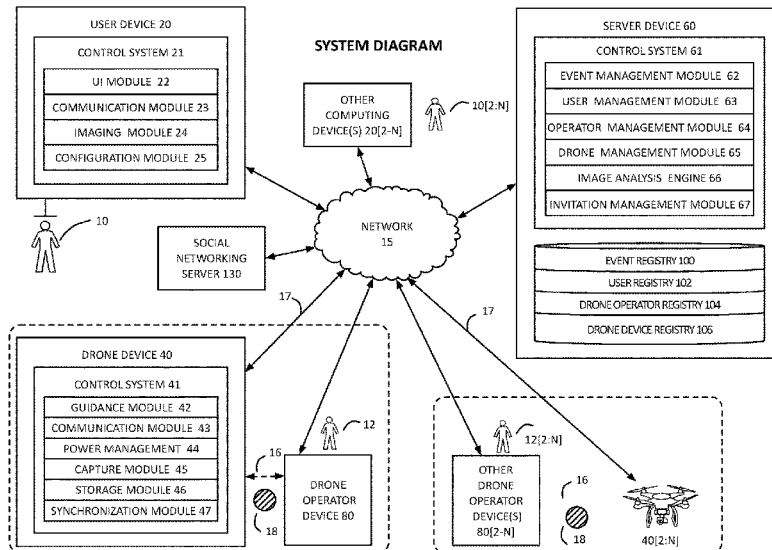 SYSTEM DIAGRAM
USER DEVICE 20
CONTROL SYSTEM 21
UI MODULE 22
COMMUNICATION MODULE 23
IMAGING MODULE 24
CONFIGURATION MODULE 25
10
OTHER
COMPUTING
DEVICE(S) 20[2-N]
10[2:N]
SERVER DEVICE 60
CONTROL SYSTEM 61
EVENT MANAGEMENT MODULE 62
USER MANAGEMENT MODULE 63
OPERATOR MANAGEMENT MODULE 64
DRONE MANAGEMENT MODULE 65
IMAGE ANALYSIS ENGINE 66
INVITATION MANAGEMENT MODULE 67
EVENT REGISTRY 100
USER REGISTRY 102
DRONE OPERATOR REGISTRY 104
DRONE DEVICE REGISTRY 106
NETWORK
15
SOCIAL
NETWORKING
SERVER 130
17
17
DRONE DEVICE 40
CONTROL SYSTEM 41
GUIDANCE MODULE 42
COMMUNICATION MODULE 43
POWER MANAGEMENT 44
CAPTURE MODULE 45
STORAGE MODULE 46
SYNCHRONIZATION MODULE 47
16
18
12
DRONE
OPERATOR
DEVICE 80
12[2:N]
OTHER
DRONE
OPERATOR
DEVICE(S)
80[2-N]
16
18
40[2:N]